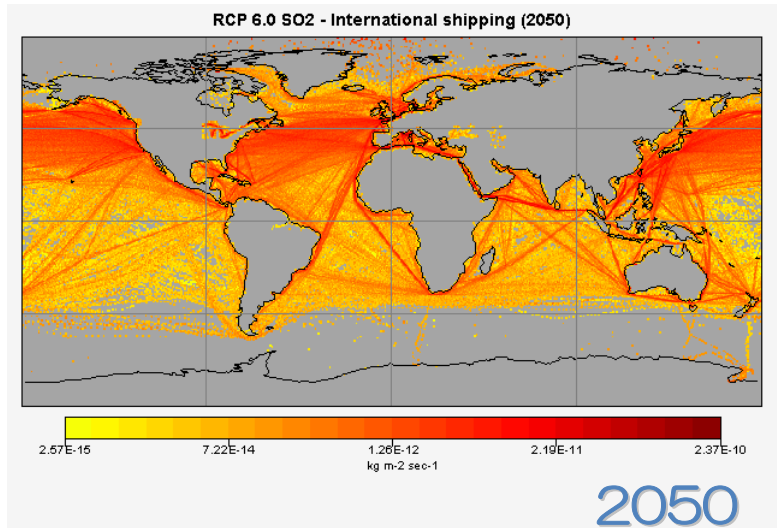 RCP 6.0 SO2 - International shipping (2050)
2.57E-15 7.22E-14 1.26E-12 2.19E-11 2.37E-10
kg m-2 sec-1
2050